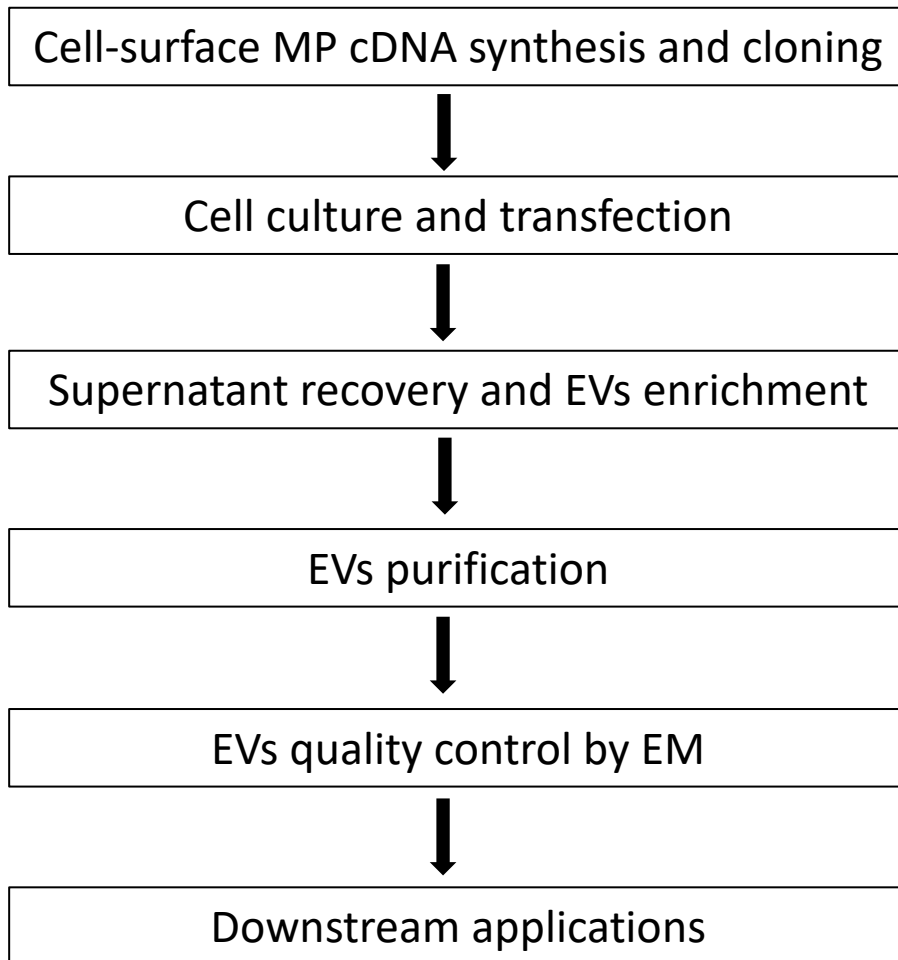 Cell-surface MP cDNA synthesis and cloning
Cell culture and transfection
Supernatant recovery and EVs enrichment
EVs purification
EVs quality control by EM
Downstream applications